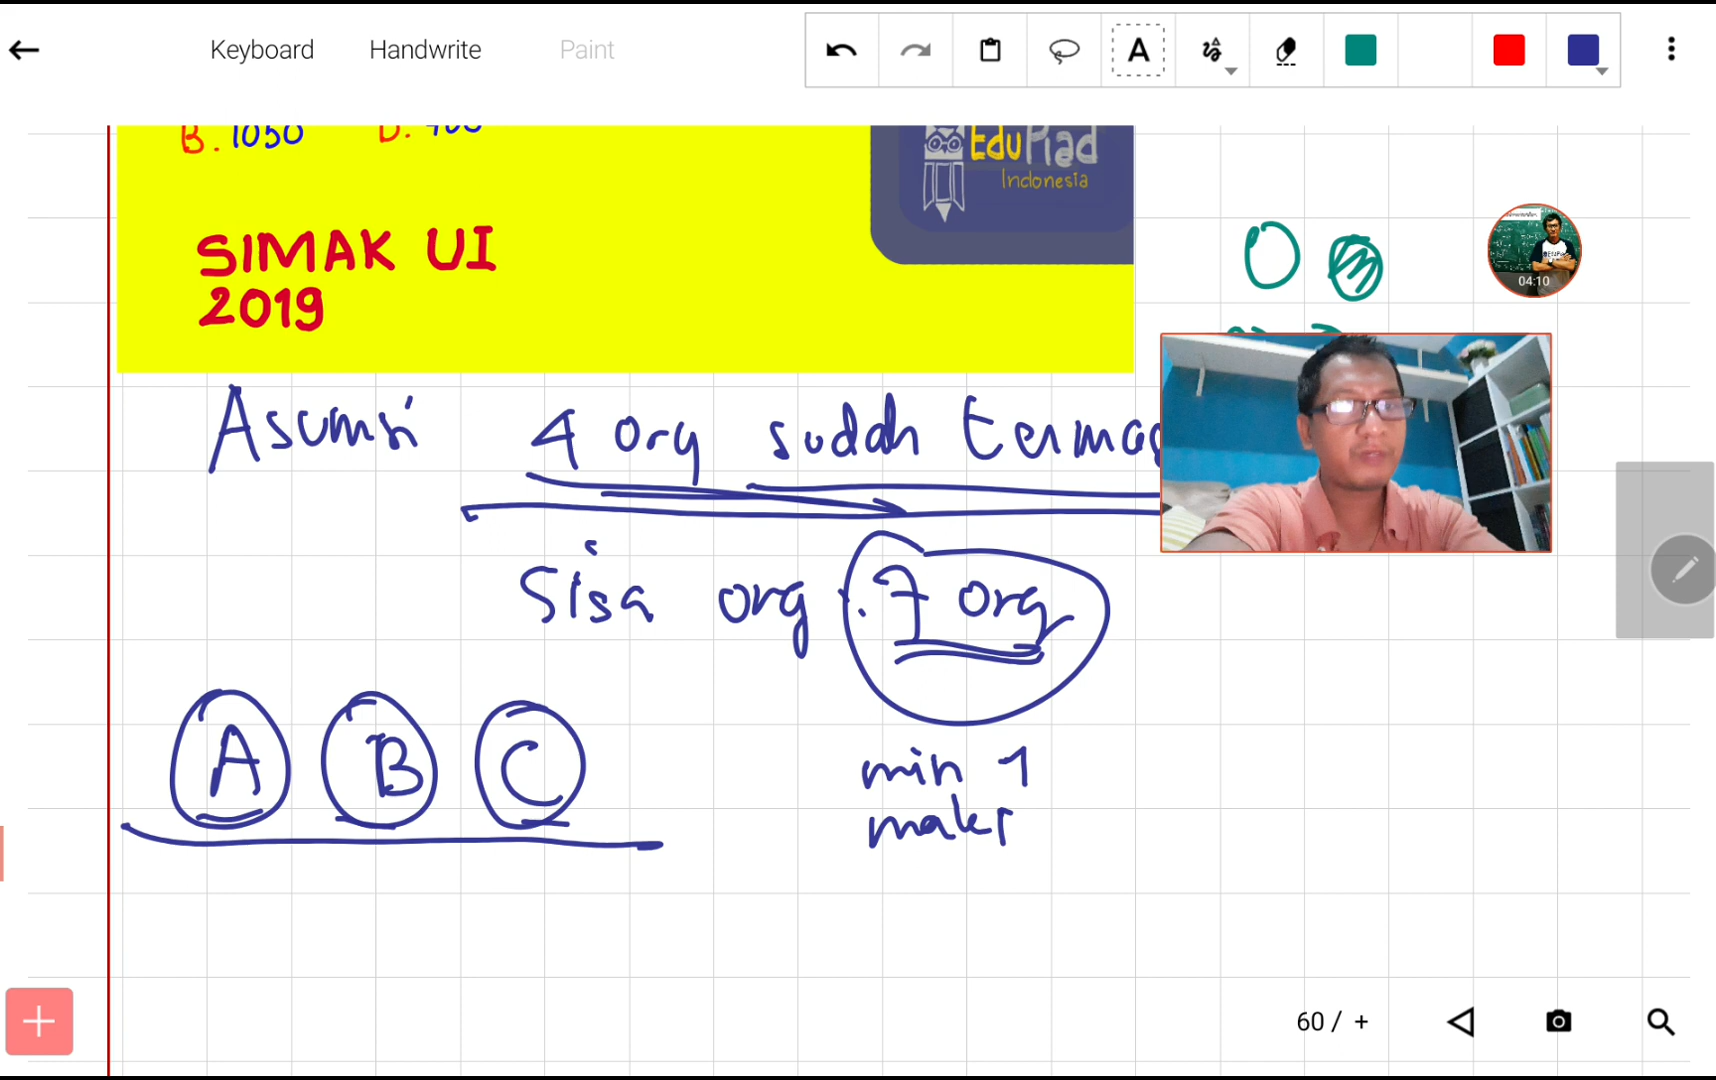 Keyboard Handwrite Paint A
B. 1050 D. 700
EduPiad
Indonesia
SIMAK UI
2019
04:10
Asumsi 4 org sudah
Sisa org : 7 org
A B C
min 1
60 / +